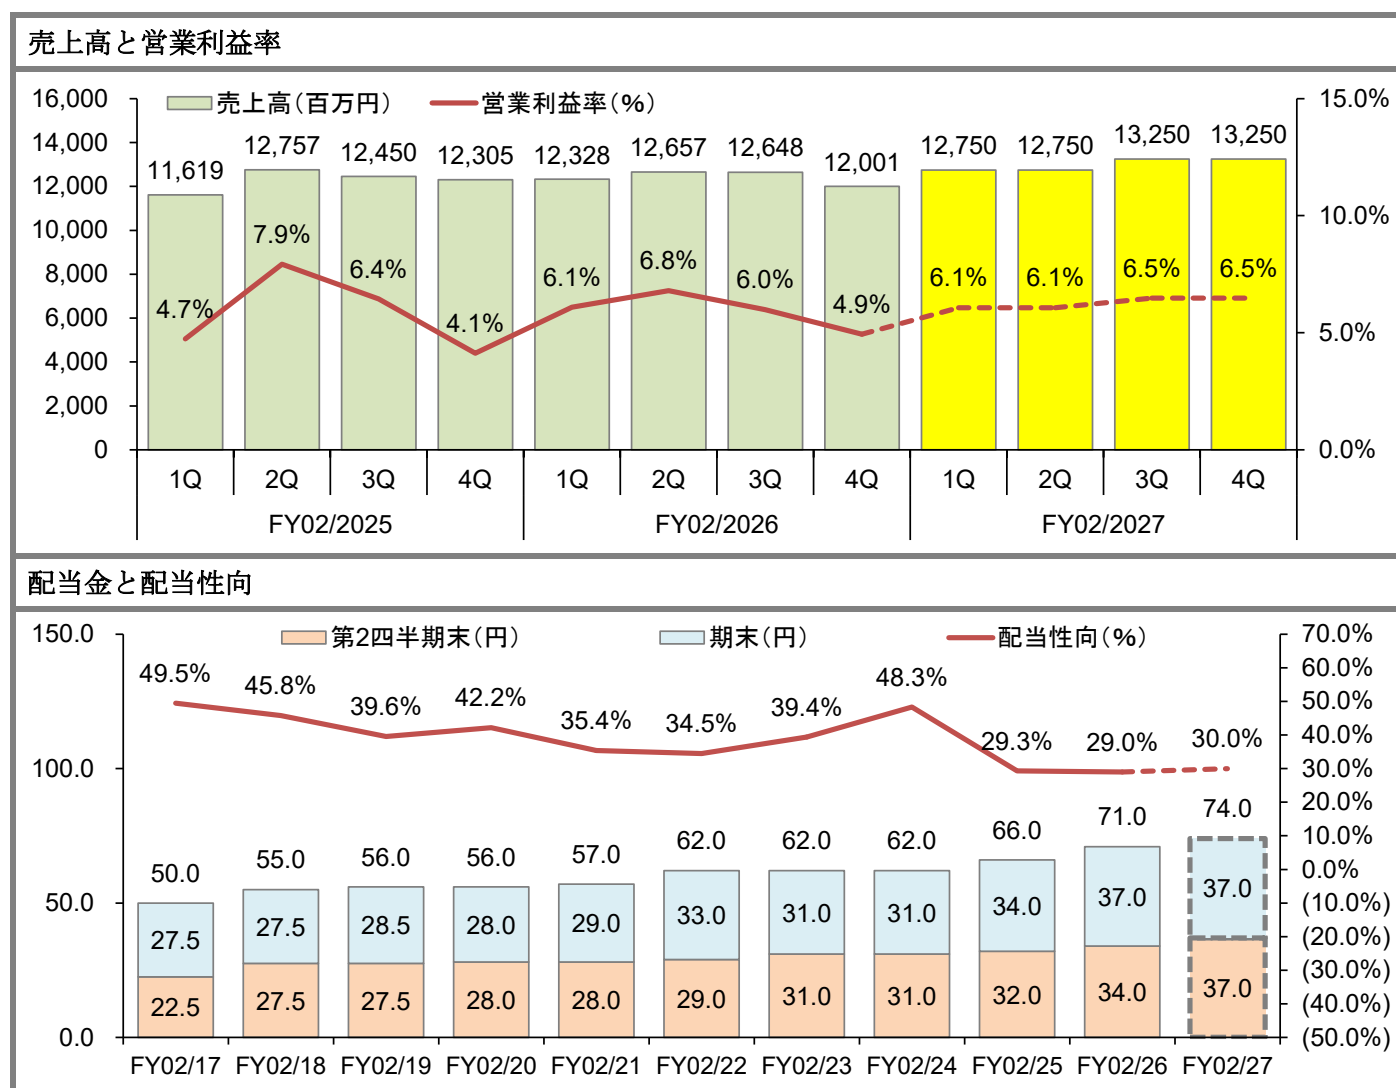 売上高と営業利益率
売上高（百万円） 営業利益率（%）
16,000 14,000 12,000 10,000 8,000 6,000 4,000 2,000 0
15.0% 10.0% 5.0% 0.0%
11,619 12,757 12,450 12,305 12,328 12,657 12,648 12,001 12,750 12,750 13,250 13,250
4.7% 7.9% 6.4% 4.1% 6.1% 6.8% 6.0% 4.9% 6.1% 6.1% 6.5% 6.5%
1Q 2Q 3Q 4Q 1Q 2Q 3Q 4Q 1Q 2Q 3Q 4Q
FY02/2025 FY02/2026 FY02/2027
配当金と配当性向
第2四半期末（円） 期末（円） 配当性向（%）
150.0 100.0 50.0 0.0
70.0% 60.0% 50.0% 40.0% 30.0% 20.0% 10.0% 0.0% (10.0%) (20.0%) (30.0%) (40.0%) (50.0%)
49.5% 45.8% 39.6% 42.2% 35.4% 34.5% 39.4% 48.3% 29.3% 29.0% 30.0%
50.0 55.0 56.0 56.0 57.0 62.0 62.0 62.0 66.0 71.0 74.0
27.5 27.5 28.5 28.0 29.0 33.0 31.0 31.0 34.0 37.0 37.0
22.5 27.5 27.5 28.0 28.0 29.0 31.0 31.0 32.0 34.0 37.0
FY02/17 FY02/18 FY02/19 FY02/20 FY02/21 FY02/22 FY02/23 FY02/24 FY02/25 FY02/26 FY02/27